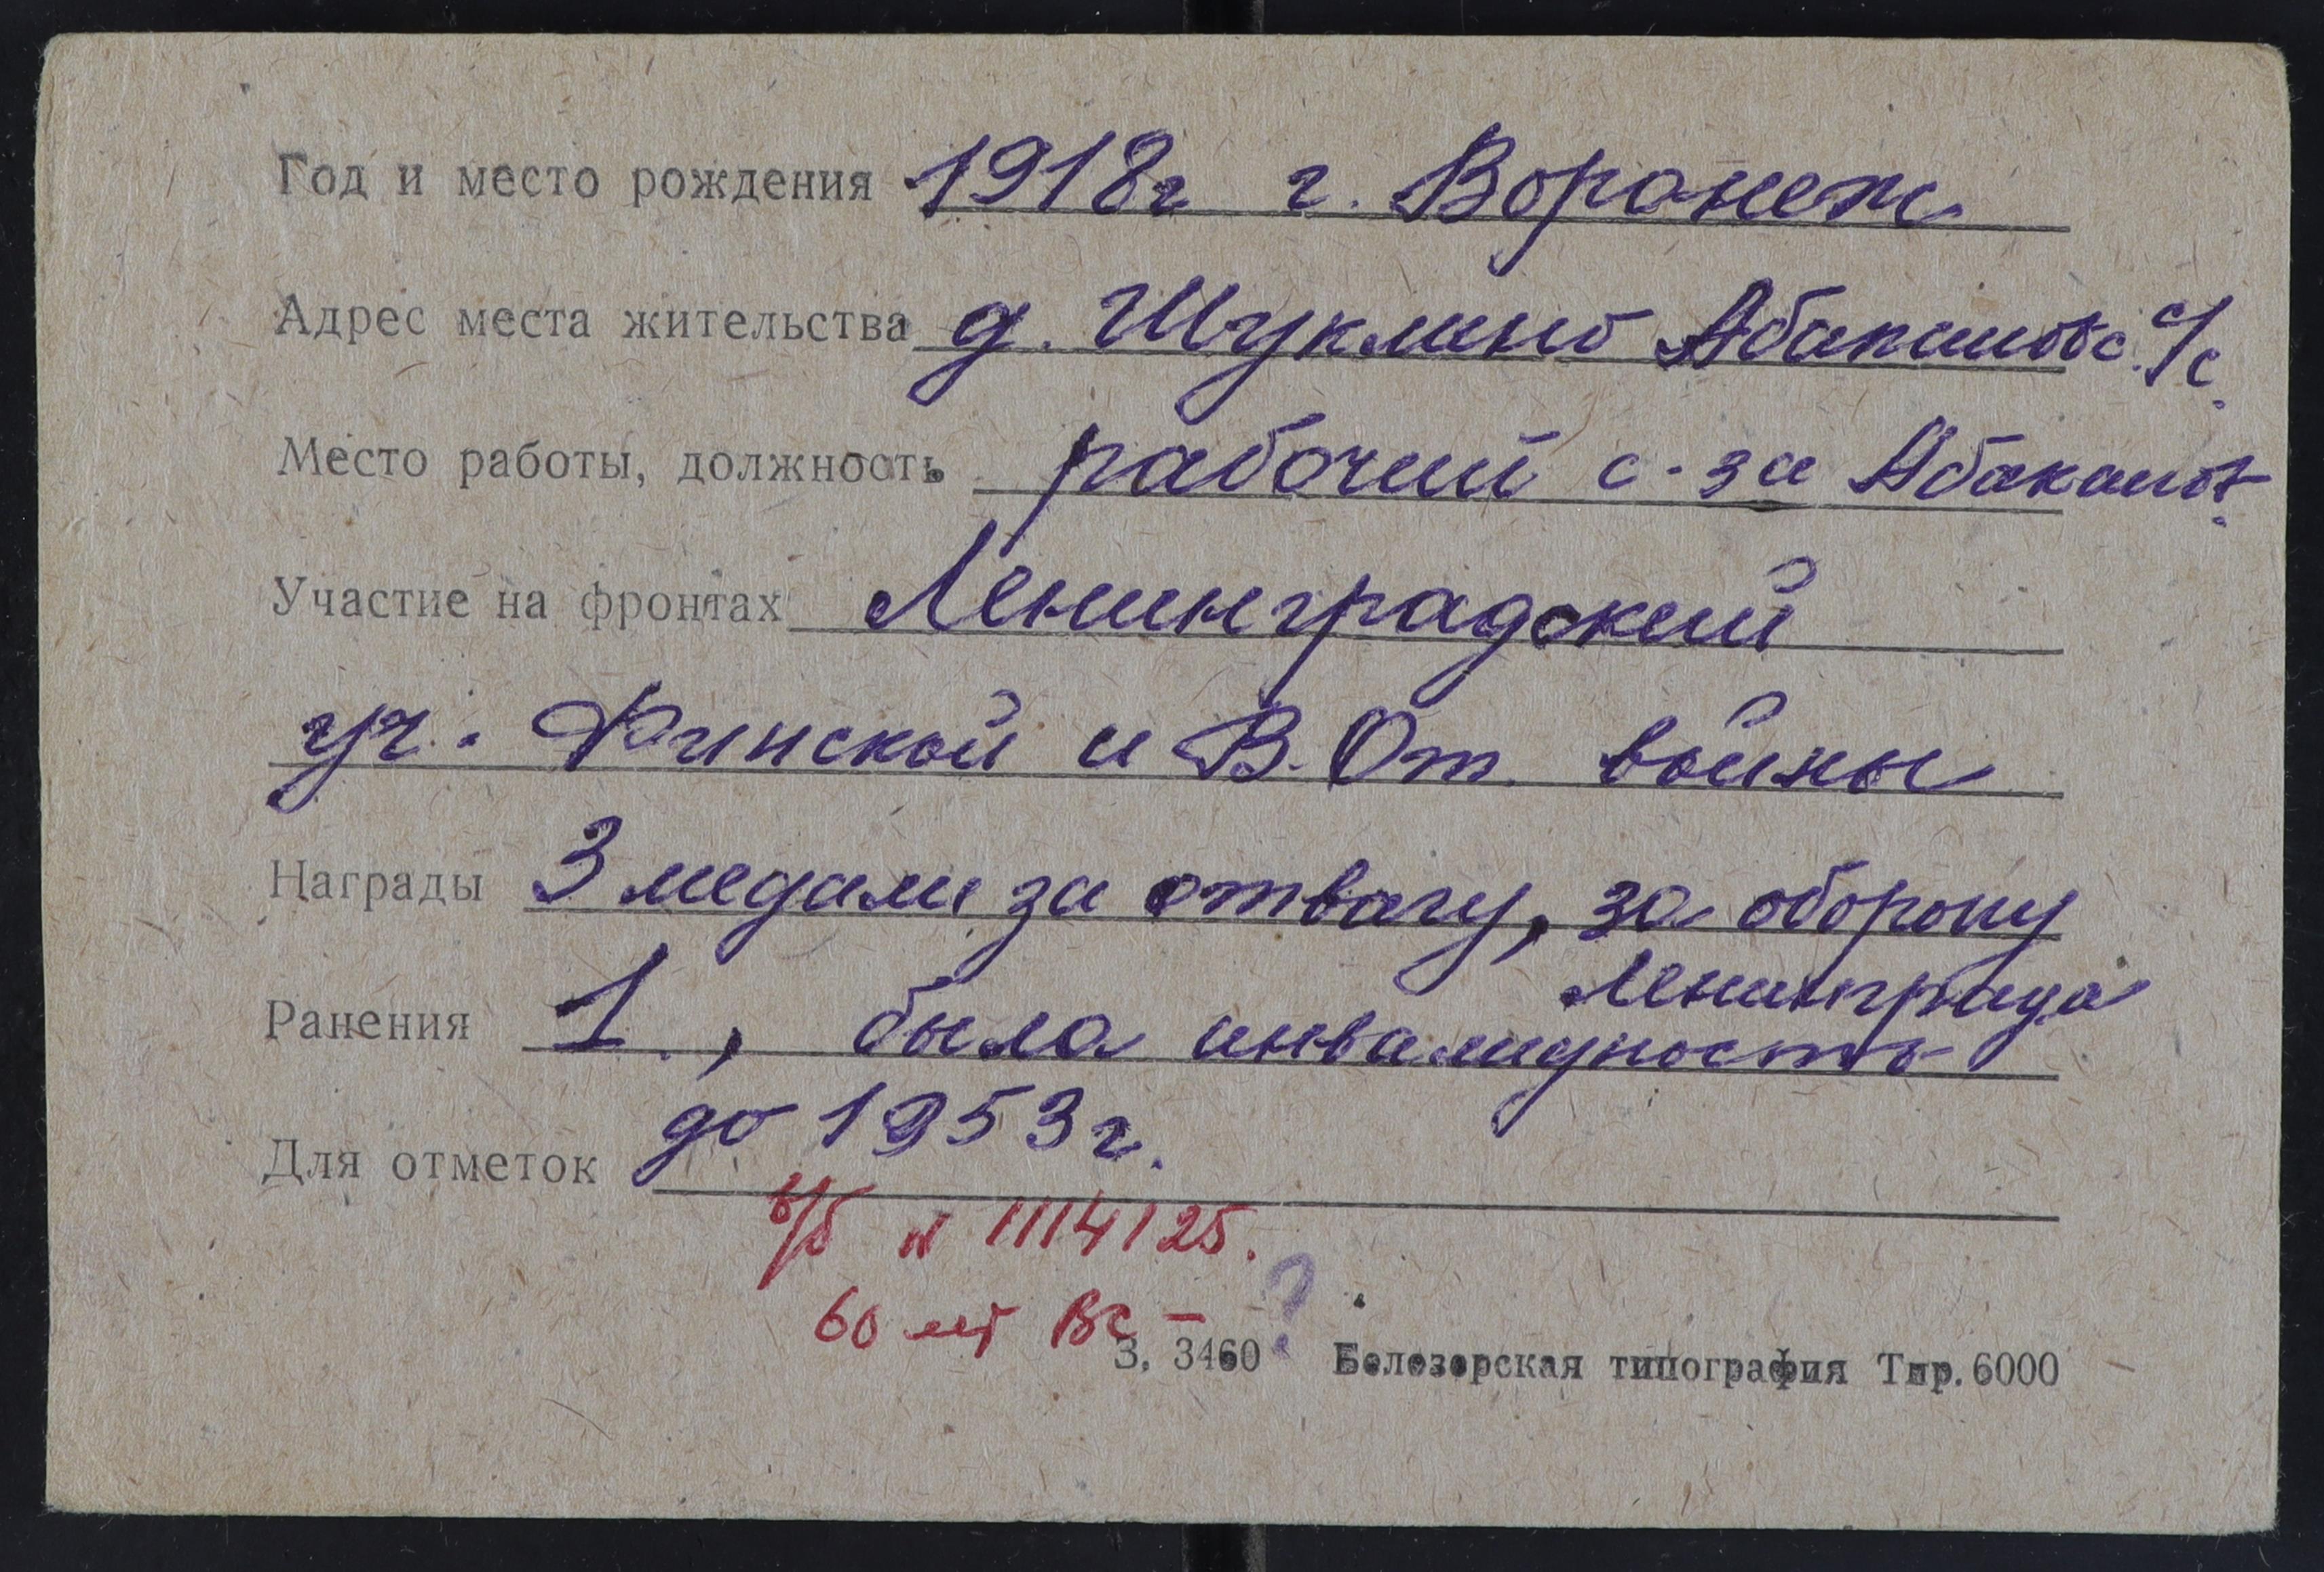 Год и место рождения 1918г г. Воронеж
Адрес места жительства д. Шуклино Абакановс. с/с.
Место работы, должность рабочий с-за Абаканов.
Участие на фронтах Ленинградский
уч. Финской и В.От. войны
Награды 3 медали за отвагу, за оборону
Ленинграда
Ранения 1., была инвалидность
до 1953г.
Для отметок
в/б № 1114125.
60 лет ВС — ?
З. 3460 Белозерская типография Тир. 6000